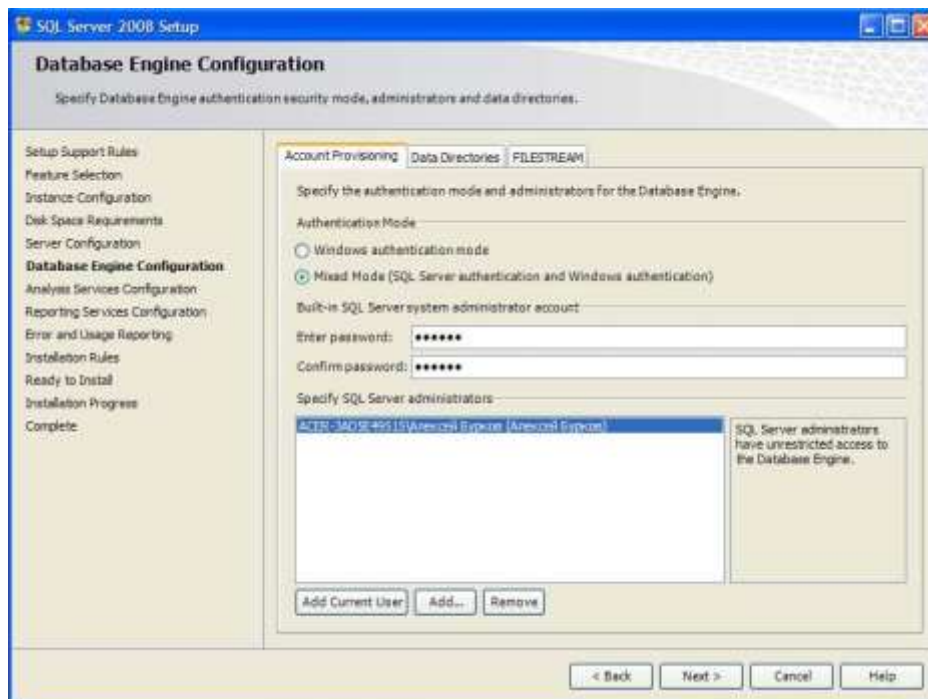 SQL Server 2008 Setup
Database Engine Configuration
Specify Database Engine authentication security mode, administrators and data directories.
Setup Support Rules
Feature Selection
Instance Configuration
Disk Space Requirements
Server Configuration
Database Engine Configuration
Analysis Services Configuration
Reporting Services Configuration
Error and Usage Reporting
Installation Rules
Ready to Install
Installation Progress
Complete
Account Provisioning
Data Directories
FILESTREAM
Specify the authentication mode and administrators for the Database Engine.
Authentication Mode
Windows authentication mode
Mixed Mode (SQL Server authentication and Windows authentication)
Built-in SQL Server system administrator account
Enter password: ●●●●●●
Confirm password: ●●●●●●
Specify SQL Server administrators
Алексей Бурков (Алексей Бурков)
SQL Server administrators
have unrestricted access to
the Database Engine.
Add Current User
Add...
Remove
< Back
Next >
Cancel
Help